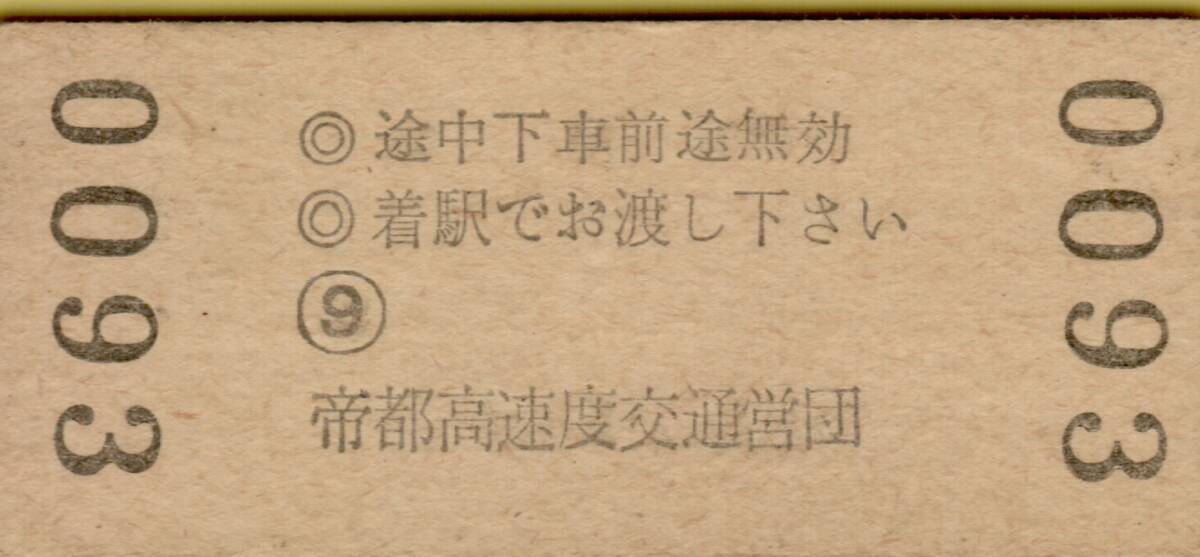 0093
◎途中下車前途無効
◎着駅でお渡し下さい
⑨
帝都高速度交通営団
0093